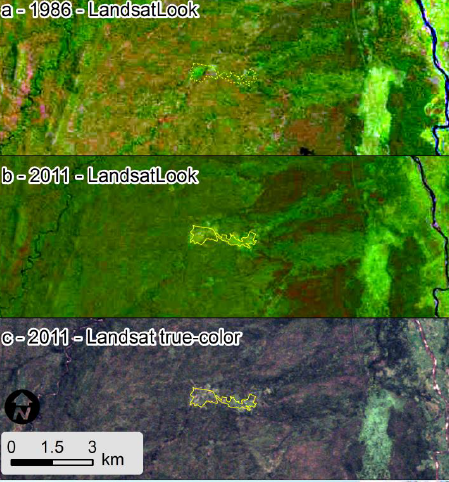 a - 1986 - LandsatLook
b - 2011 - LandsatLook
c - 2011 - Landsat true-color
N
0 1.5 3
km